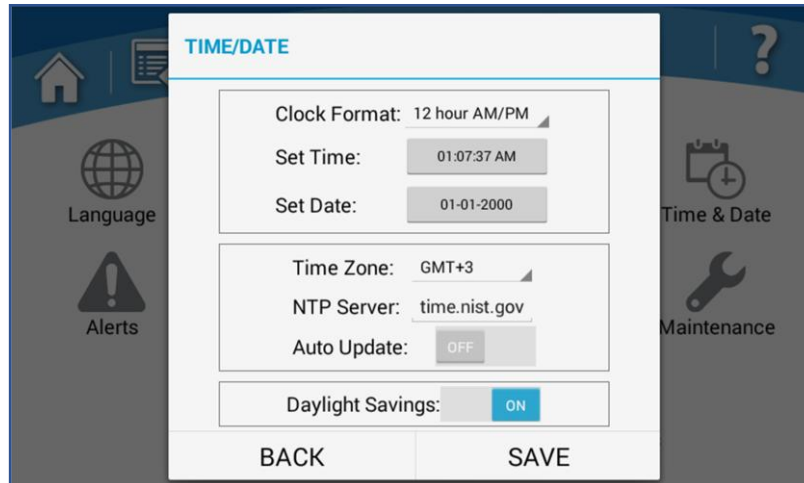 ?
TIME/DATE
Clock Format: 12 hour AM/PM
Set Time: 01:07:37 AM
Set Date: 01-01-2000
Language
Time & Date
Time Zone: GMT+3
NTP Server: time.nist.gov
Auto Update: OFF
Alerts
Maintenance
Daylight Savings: ON
BACK SAVE